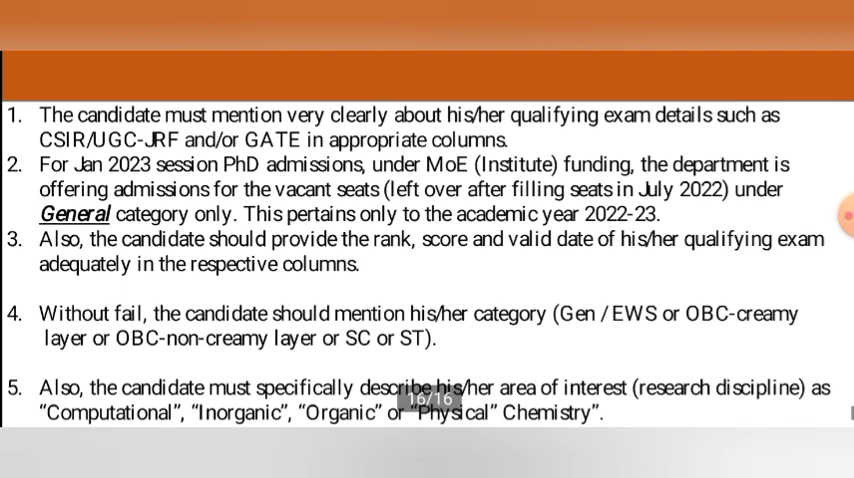 1. The candidate must mention very clearly about his/her qualifying exam details such as
CSIR/UGC-JRF and/or GATE in appropriate columns.
2. For Jan 2023 session PhD admissions, under MoE (Institute) funding, the department is
offering admissions for the vacant seats (left over after filling seats in July 2022) under
General category only. This pertains only to the academic year 2022-23.
3. Also, the candidate should provide the rank, score and valid date of his/her qualifying exam
adequately in the respective columns.
4. Without fail, the candidate should mention his/her category (Gen / EWS or OBC-creamy
layer or OBC-non-creamy layer or SC or ST).
5. Also, the candidate must specifically describe his/her area of interest (research discipline) as
16/16
“Computational”, “Inorganic”, “Organic” or “Physical” Chemistry”.